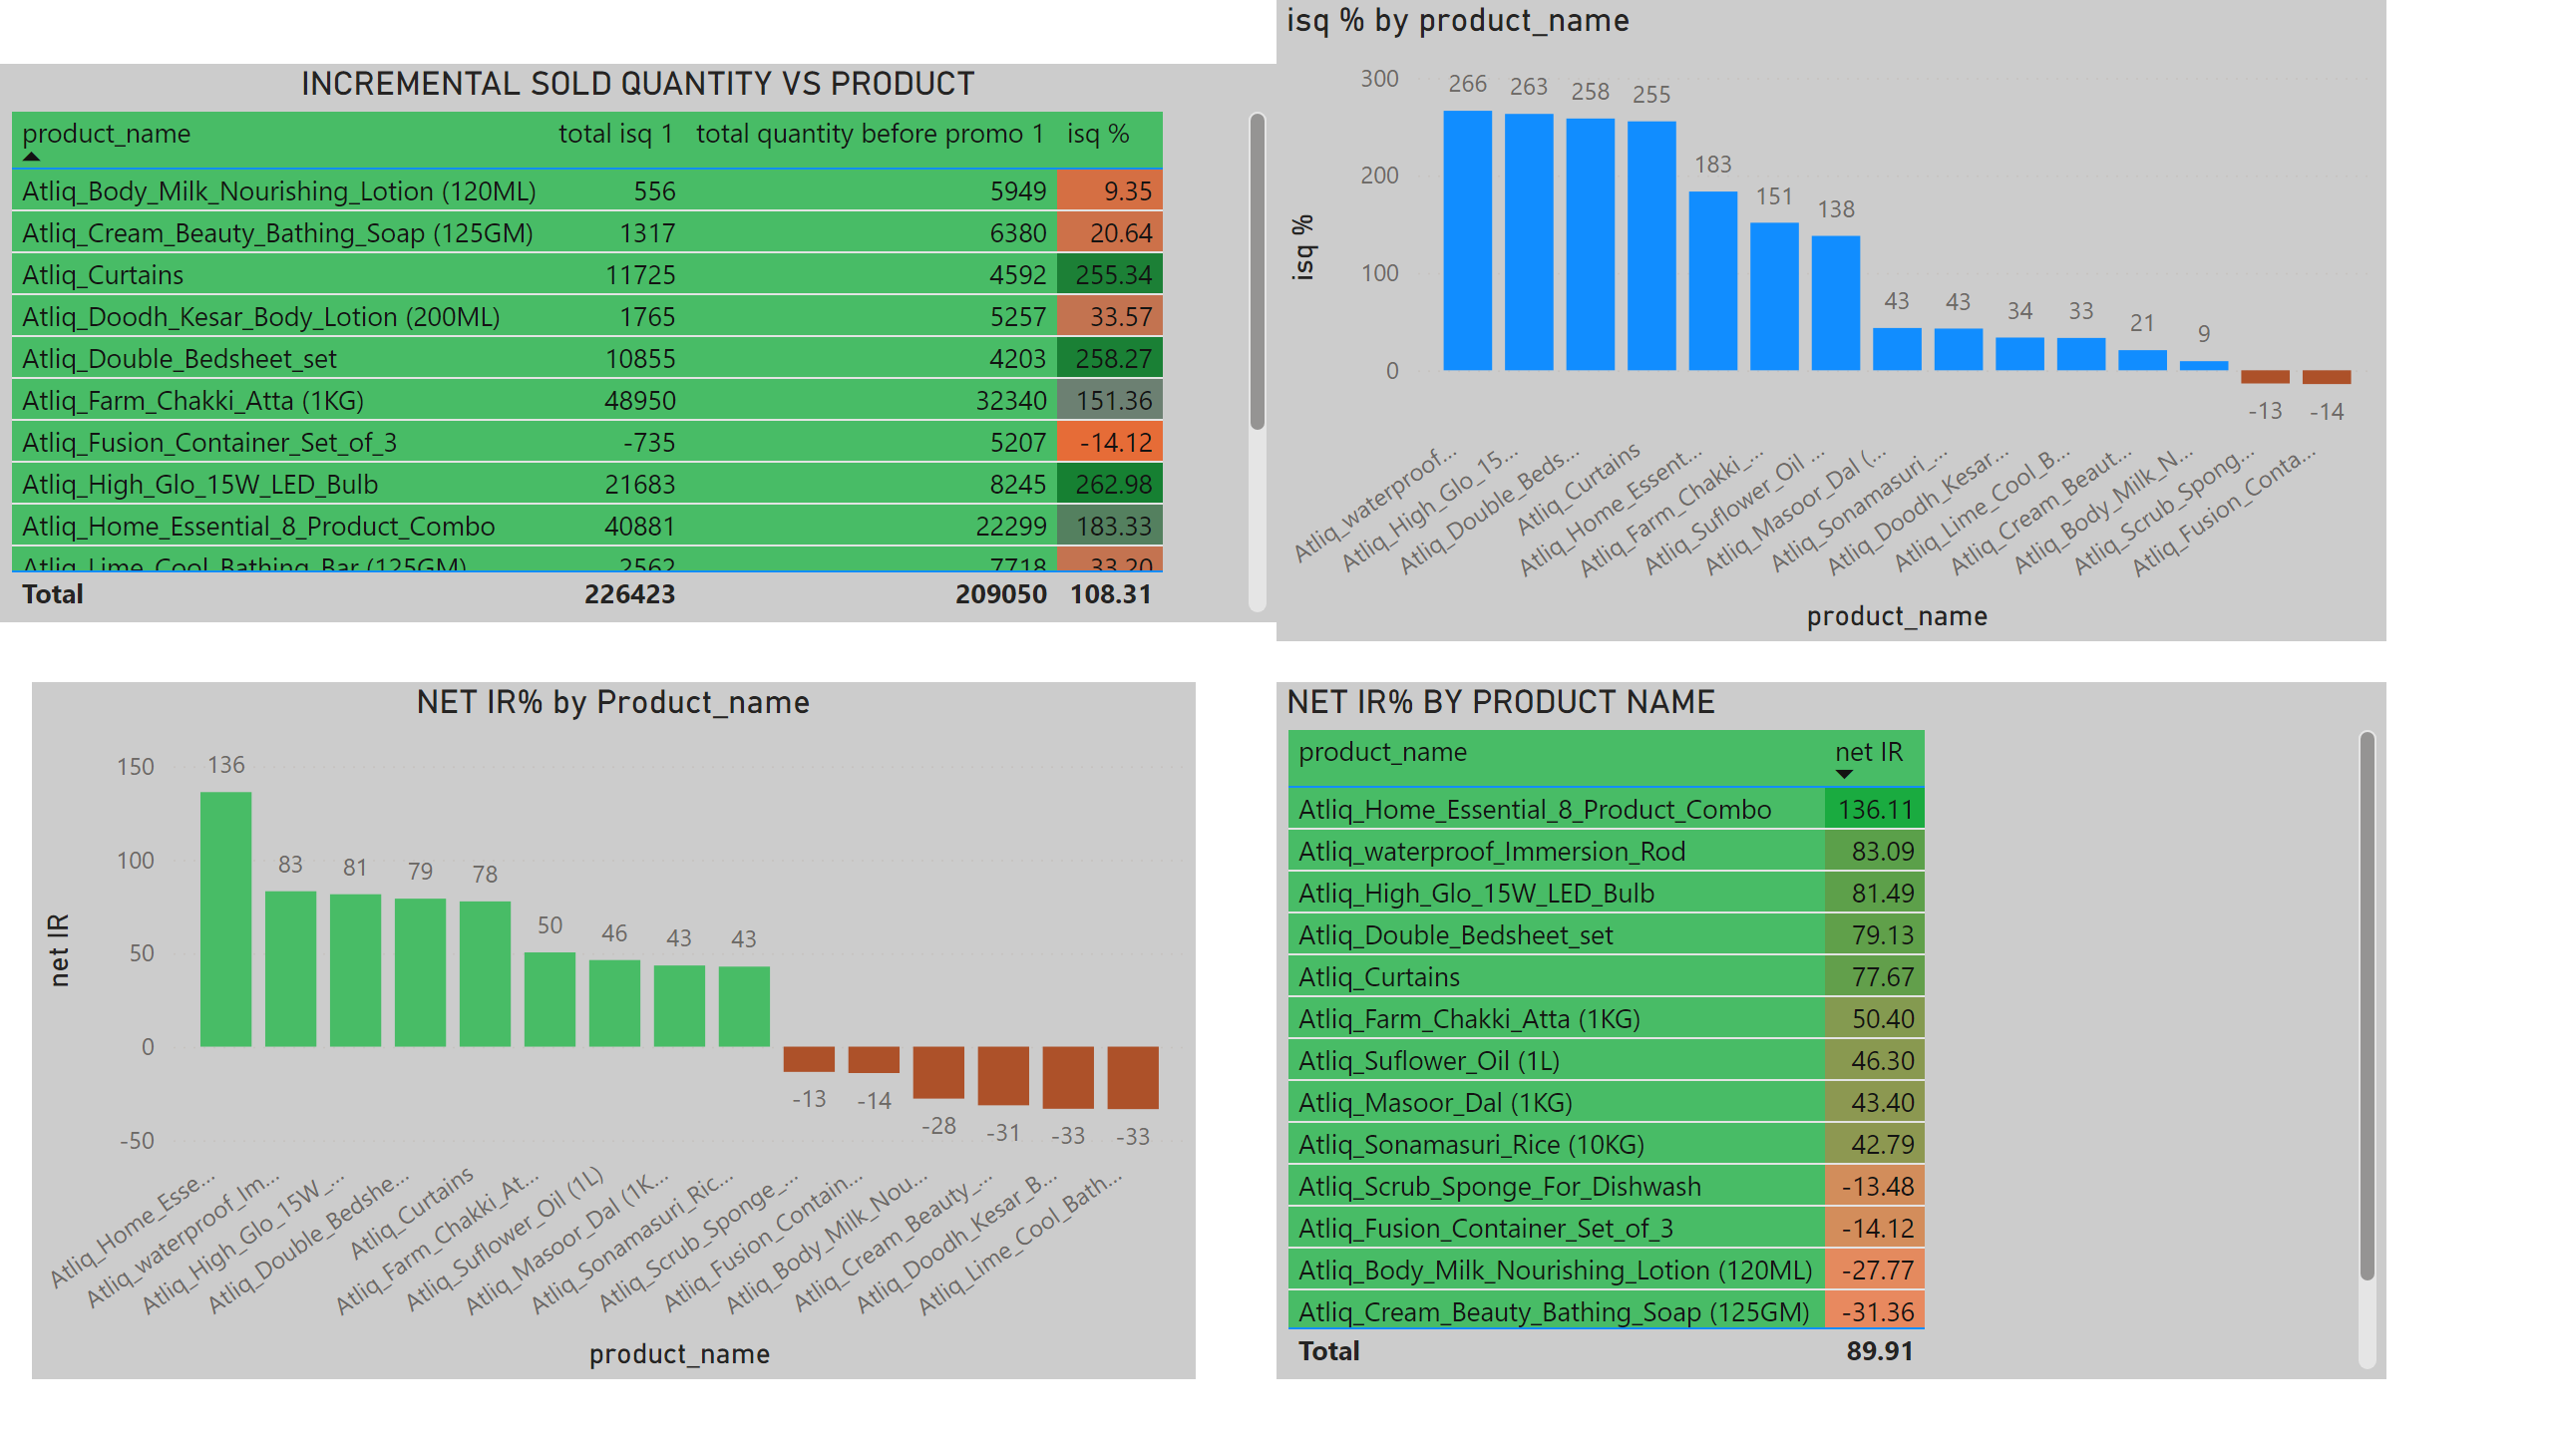 INCREMENTAL SOLD QUANTITY VS PRODUCT
product_name total isq 1 total quantity before promo 1 isq %
Atliq_Body_Milk_Nourishing_Lotion (120ML) 556 5949 9.35
Atliq_Cream_Beauty_Bathing_Soap (125GM) 1317 6380 20.64
Atliq_Curtains 11725 4592 255.34
Atliq_Doodh_Kesar_Body_Lotion (200ML) 1765 5257 33.57
Atliq_Double_Bedsheet_set 10855 4203 258.27
Atliq_Farm_Chakki_Atta (1KG) 48950 32340 151.36
Atliq_Fusion_Container_Set_of_3 -735 5207 -14.12
Atliq_High_Glo_15W_LED_Bulb 21683 8245 262.98
Atliq_Home_Essential_8_Product_Combo 40881 22299 183.33
Atliq_Lime_Cool_Bathing_Bar (125GM) 2562 7718 33.20
Total 226423 209050 108.31
isq % by product_name
isq %
300
200
100
0
266 263 258 255 183 151 138 43 43 34 33 21 9 -13 -14
Atliq_waterproof...
Atliq_High_Glo_15...
Atliq_Double_Beds...
Atliq_Curtains
Atliq_Home_Essent...
Atliq_Farm_Chakki_...
Atliq_Suflower_Oil ...
Atliq_Masoor_Dal (...
Atliq_Sonamasuri_...
Atliq_Doodh_Kesar...
Atliq_Lime_Cool_B...
Atliq_Cream_Beaut...
Atliq_Body_Milk_N...
Atliq_Scrub_Spong...
Atliq_Fusion_Conta...
product_name
NET IR% by Product_name
net IR
150
100
50
0
-50
136 83 81 79 78 50 46 43 43 -13 -14 -28 -31 -33 -33
Atliq_Home_Esse...
Atliq_waterproof_Im...
Atliq_High_Glo_15W_...
Atliq_Double_Bedshe...
Atliq_Curtains
Atliq_Farm_Chakki_At...
Atliq_Suflower_Oil (1L)
Atliq_Masoor_Dal (1K...
Atliq_Sonamasuri_Ric...
Atliq_Scrub_Sponge_...
Atliq_Fusion_Contain...
Atliq_Body_Milk_Nou...
Atliq_Cream_Beauty_...
Atliq_Doodh_Kesar_B...
Atliq_Lime_Cool_Bath...
product_name
NET IR% BY PRODUCT NAME
product_name net IR
Atliq_Home_Essential_8_Product_Combo 136.11
Atliq_waterproof_Immersion_Rod 83.09
Atliq_High_Glo_15W_LED_Bulb 81.49
Atliq_Double_Bedsheet_set 79.13
Atliq_Curtains 77.67
Atliq_Farm_Chakki_Atta (1KG) 50.40
Atliq_Suflower_Oil (1L) 46.30
Atliq_Masoor_Dal (1KG) 43.40
Atliq_Sonamasuri_Rice (10KG) 42.79
Atliq_Scrub_Sponge_For_Dishwash -13.48
Atliq_Fusion_Container_Set_of_3 -14.12
Atliq_Body_Milk_Nourishing_Lotion (120ML) -27.77
Atliq_Cream_Beauty_Bathing_Soap (125GM) -31.36
Total 89.91